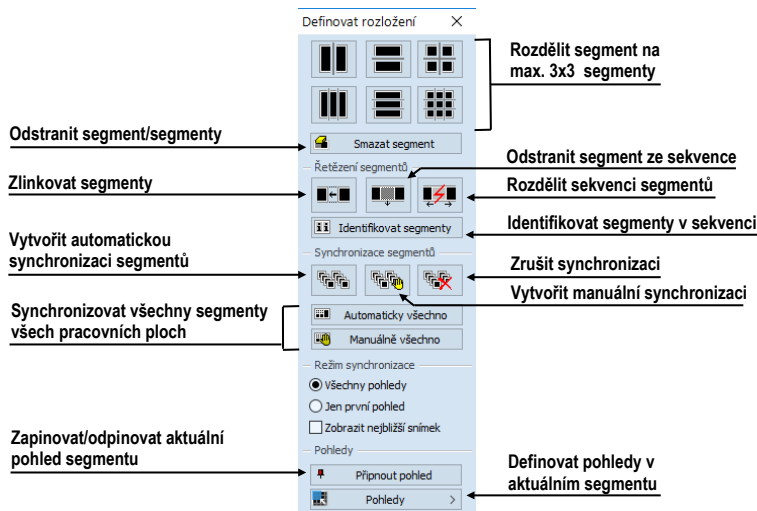 Definovat rozložení
Rozdělit segment na
max. 3x3 segmenty
Odstranit segment/segmenty
Smazat segment
Řetězení segmentů
Odstranit segment ze sekvence
Zlinkovat segmenty
Rozdělit sekvenci segmentů
Identifikovat segmenty
Identifikovat segmenty v sekvenci
Vytvořit automatickou
synchronizaci segmentů
Synchronizace segmentů
Zrušit synchronizaci
Vytvořit manuální synchronizaci
Synchronizovat všechny segmenty
všech pracovních ploch
Automaticky všechno
Manuálně všechno
Režim synchronizace
Všechny pohledy
Jen první pohled
Zobrazit nejbližší snímek
Zapinovat/odpinovat aktuální
pohled segmentu
Pohledy
Připnout pohled
Pohledy
Definovat pohledy v
aktuálním segmentu